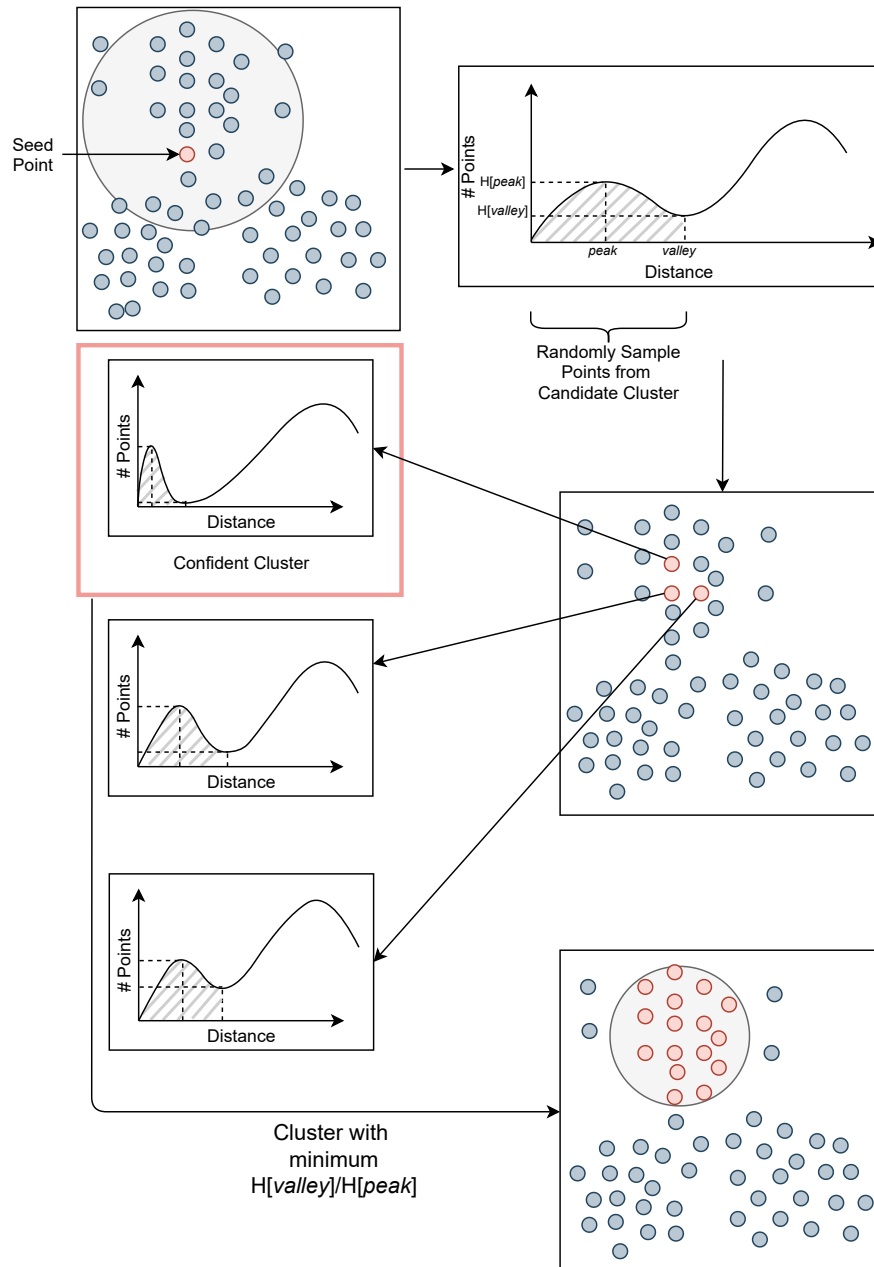 Seed
Point
# Points
H[peak]
H[valley]
peak
valley
Distance
Randomly Sample
Points from
Candidate Cluster
# Points
Distance
Confident Cluster
# Points
Distance
# Points
Distance
Cluster with
minimum
H[valley]/H[peak]